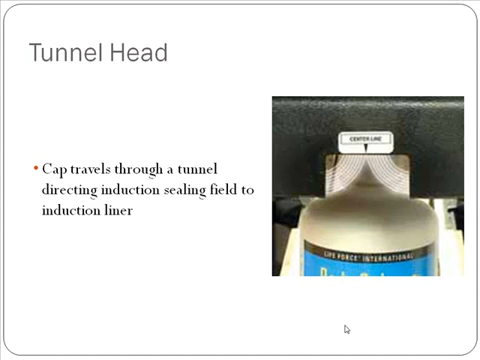 Tunnel Head
• Cap travels through a tunnel
directing induction sealing field to
induction liner
CENTER LINE
LIFE FORCE INTERNATIONAL